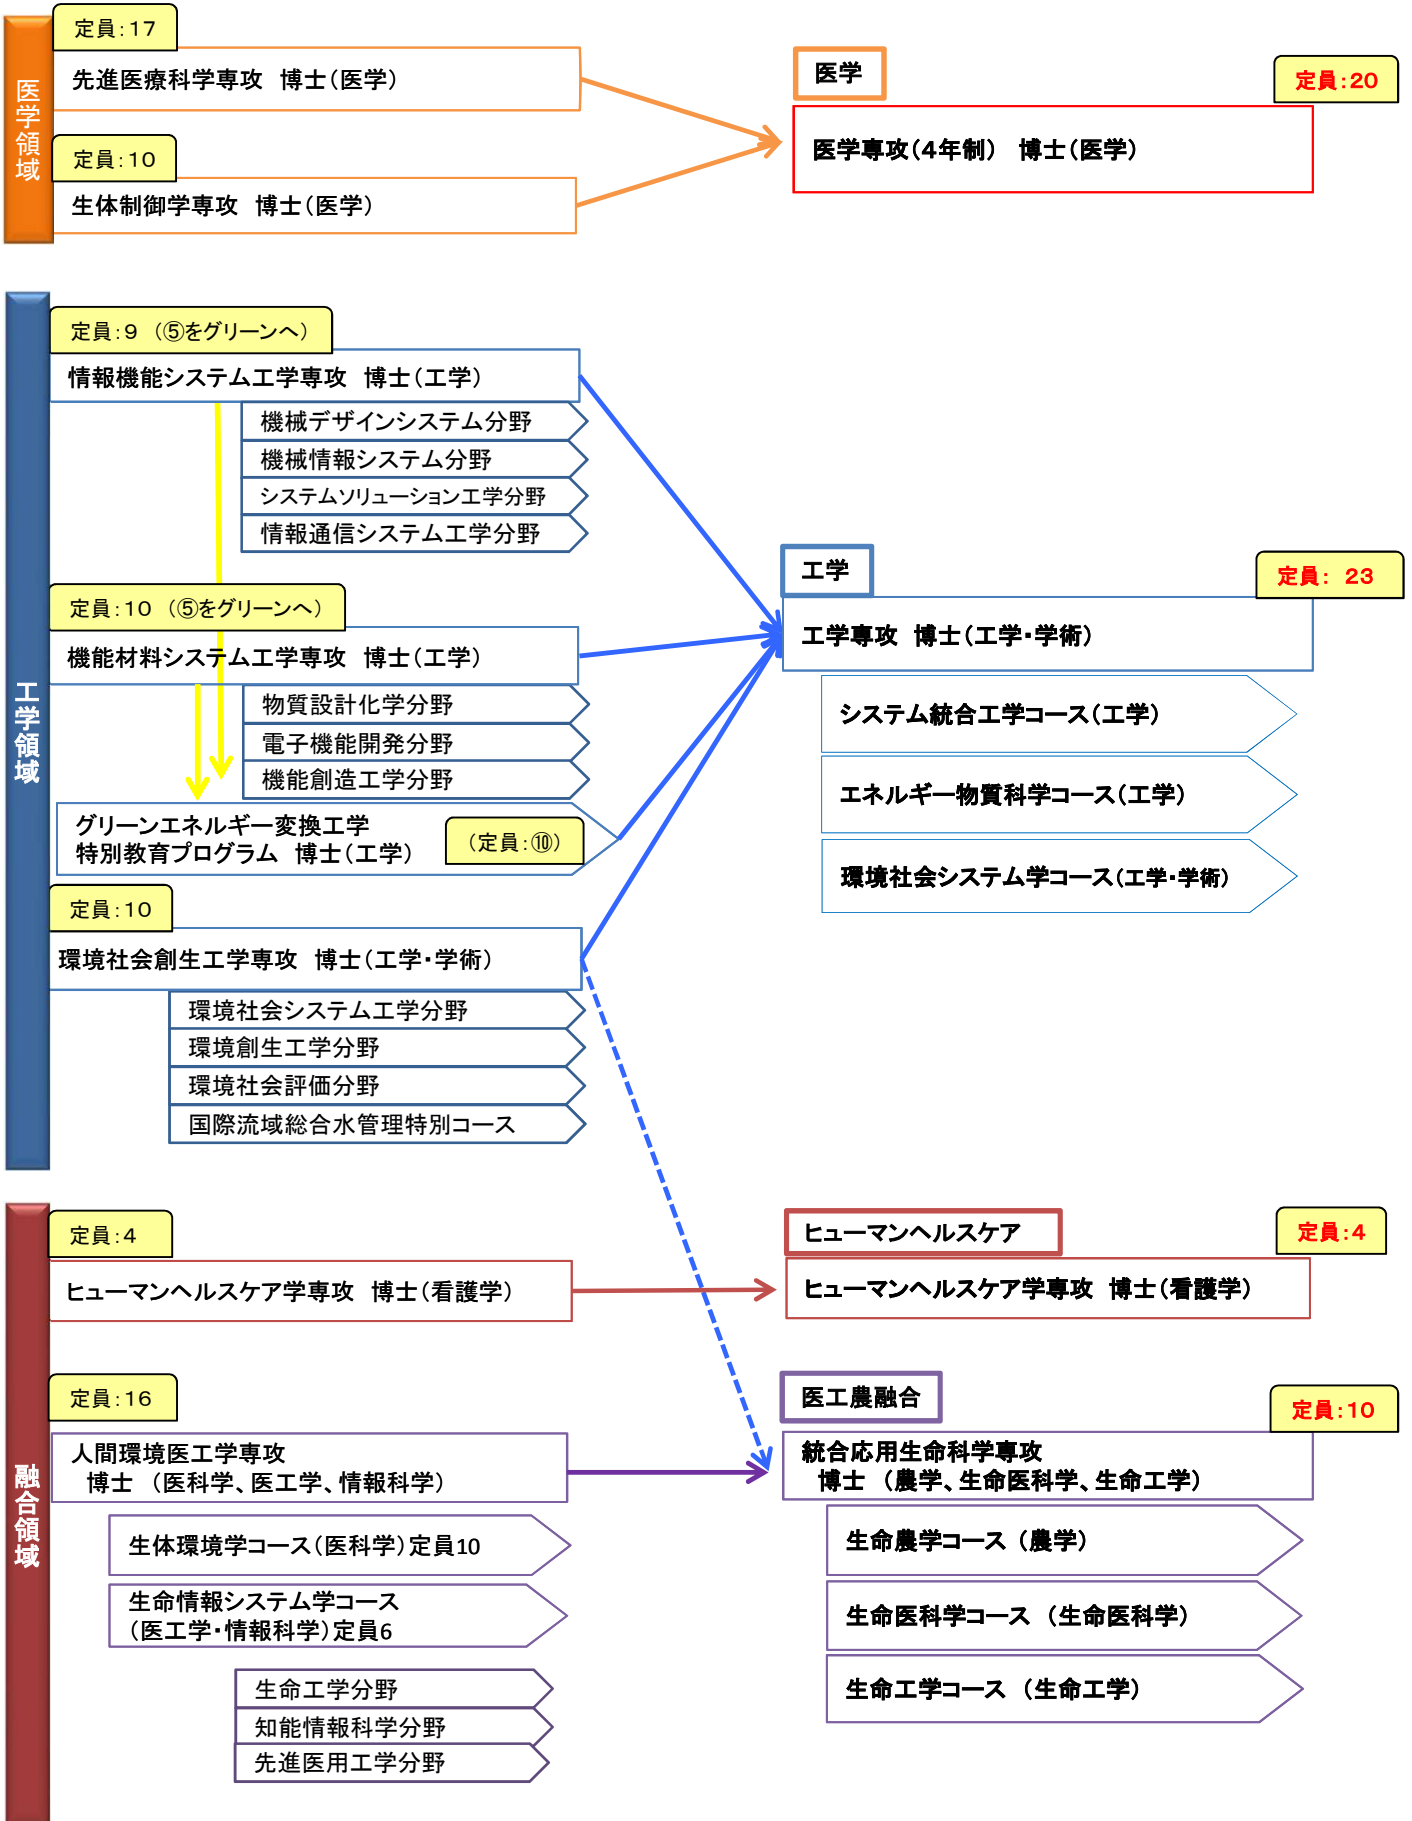 医学領域
定員：17
先進医療科学専攻　博士（医学）
定員：10
生体制御学専攻　博士（医学）
医学
定員：20
医学専攻（4年制）　博士（医学）
工学領域
定員：9　（⑤をグリーンへ）
情報機能システム工学専攻　博士（工学）
機械デザインシステム分野
機械情報システム分野
システムソリューション工学分野
情報通信システム工学分野
定員：10　（⑤をグリーンへ）
機能材料システム工学専攻　博士（工学）
物質設計化学分野
電子機能開発分野
機能創造工学分野
グリーンエネルギー変換工学
特別教育プログラム　博士（工学）
（定員：⑩）
定員：10
環境社会創生工学専攻　博士（工学・学術）
環境社会システム工学分野
環境創生工学分野
環境社会評価分野
国際流域総合水管理特別コース
工学
定員：　23
工学専攻　博士（工学・学術）
システム統合工学コース（工学）
エネルギー物質科学コース（工学）
環境社会システム学コース（工学・学術）
融合領域
定員：4
ヒューマンヘルスケア学専攻　博士（看護学）
ヒューマンヘルスケア
定員：4
ヒューマンヘルスケア学専攻　博士（看護学）
定員：16
人間環境医工学専攻
博士　（医科学、医工学、情報科学）
生体環境学コース（医科学）定員10
生命情報システム学コース
（医工学・情報科学）定員6
生命工学分野
知能情報科学分野
先進医用工学分野
医工農融合
定員：10
統合応用生命科学専攻
博士　（農学、生命医科学、生命工学）
生命農学コース　（農学）
生命医科学コース　（生命医科学）
生命工学コース　（生命工学）